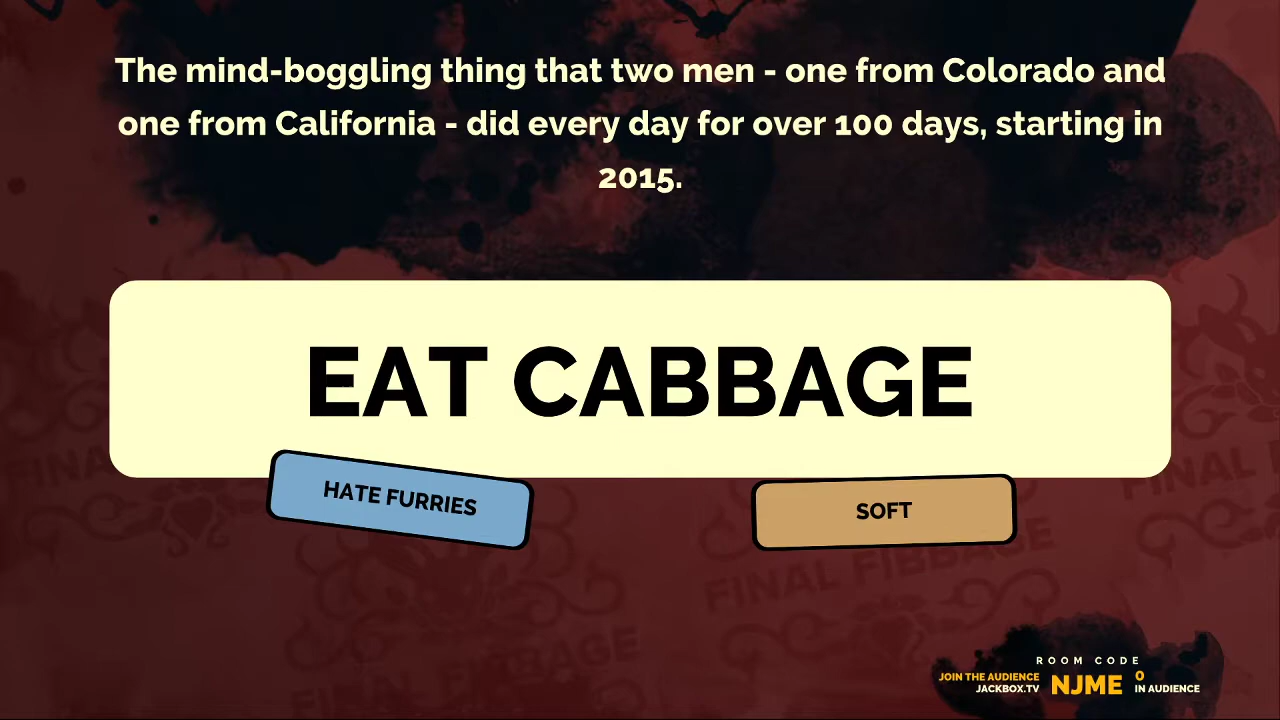 The mind-boggling thing that two men - one from Colorado and
one from California - did every day for over 100 days, starting in
2015.
EAT CABBAGE
HATE FURRIES
SOFT
FINAL FIBBAGE
ROOM CODE
JOIN THE AUDIENCE
JACKBOX.TV
NJME
0
IN AUDIENCE